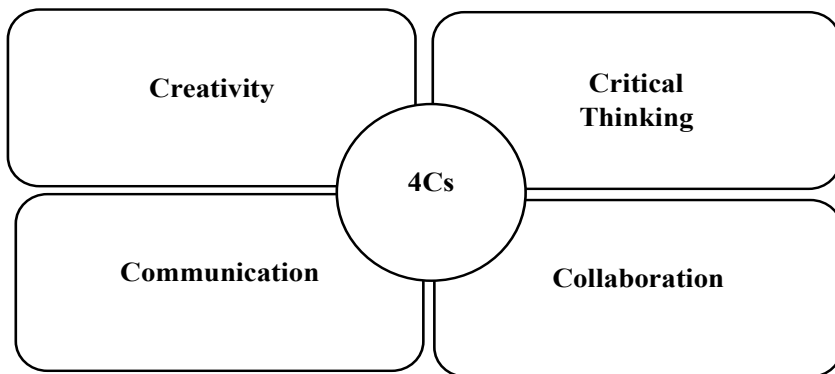 Creativity
Critical
Thinking
4Cs
Communication
Collaboration